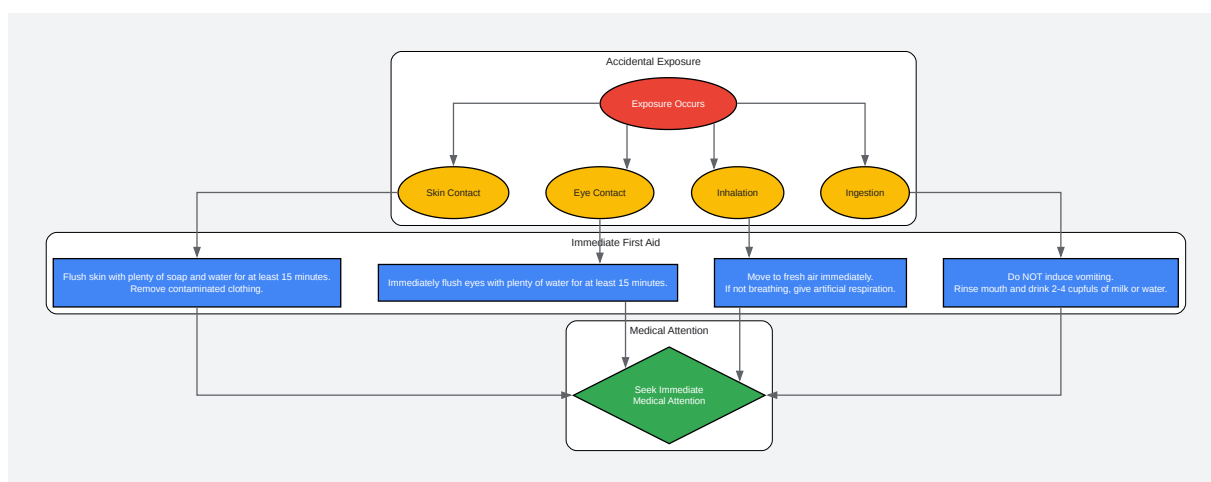 Accidental Exposure
Exposure Occurs
Skin Contact
Eye Contact
Inhalation
Ingestion
Immediate First Aid
Flush skin with plenty of soap and water for at least 15 minutes.
Remove contaminated clothing.
Immediately flush eyes with plenty of water for at least 15 minutes.
Move to fresh air immediately.
If not breathing, give artificial respiration.
Do NOT induce vomiting.
Rinse mouth and drink 2-4 cupfuls of milk or water.
Medical Attention
Seek Immediate
Medical Attention